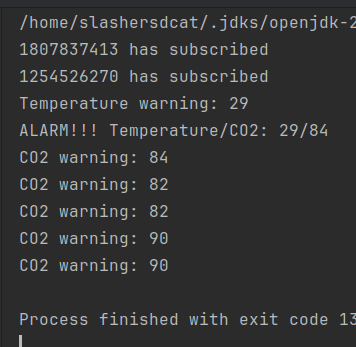 /home/slashersdcat/.jdks/openjdk-2
1807837413 has subscribed
1254526270 has subscribed
Temperature warning: 29
ALARM!!! Temperature/CO2: 29/84
CO2 warning: 84
CO2 warning: 82
CO2 warning: 82
CO2 warning: 90
CO2 warning: 90
Process finished with exit code 13